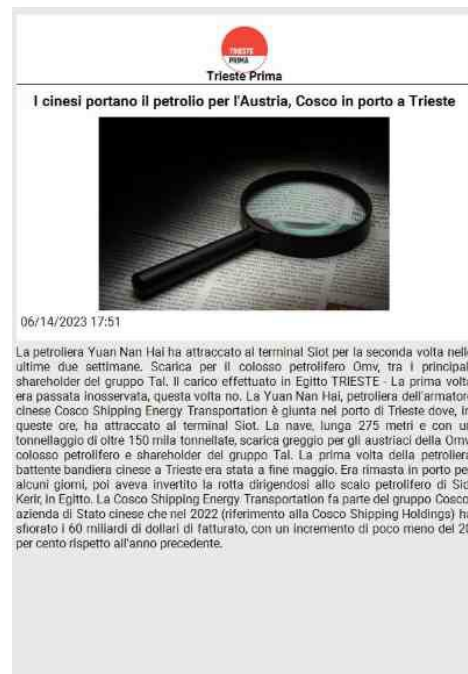 TRIESTE
PRIMA
Trieste Prima
I cinesi portano il petrolio per l'Austria, Cosco in porto a Trieste
06/14/2023 17:51
La petroliera Yuan Nan Hai ha attraccato al terminal Siot per la seconda volta nelle
ultime due settimane. Scarica per il colosso petrolifero Omv, tra i principal
shareholder del gruppo Tal. Il carico effettuato in Egitto TRIESTE - La prima volta
era passata inosservata, questa volta no. La Yuan Nan Hai, petroliera dell'armatore
cinese Cosco Shipping Energy Transportation è giunta nel porto di Trieste dove, in
queste ore, ha attraccato al terminal Siot. La nave, lunga 275 metri e con un
tonnellaggio di oltre 150 mila tonnellate, scarica greggio per gli austriaci della Omv
colosso petrolifero e shareholder del gruppo Tal. La prima volta della petroliera
battente bandiera cinese a Trieste era stata a fine maggio. Era rimasta in porto per
alcuni giorni, poi aveva invertito la rotta dirigendosi allo scalo petrolifero di Sid
Kerir, in Egitto. La Cosco Shipping Energy Transportation fa parte del gruppo Cosco
azienda di Stato cinese che nel 2022 (riferimento alla Cosco Shipping Holdings) ha
sfiorato i 60 miliardi di dollari di fatturato, con un incremento di poco meno del 20
per cento rispetto all'anno precedente.